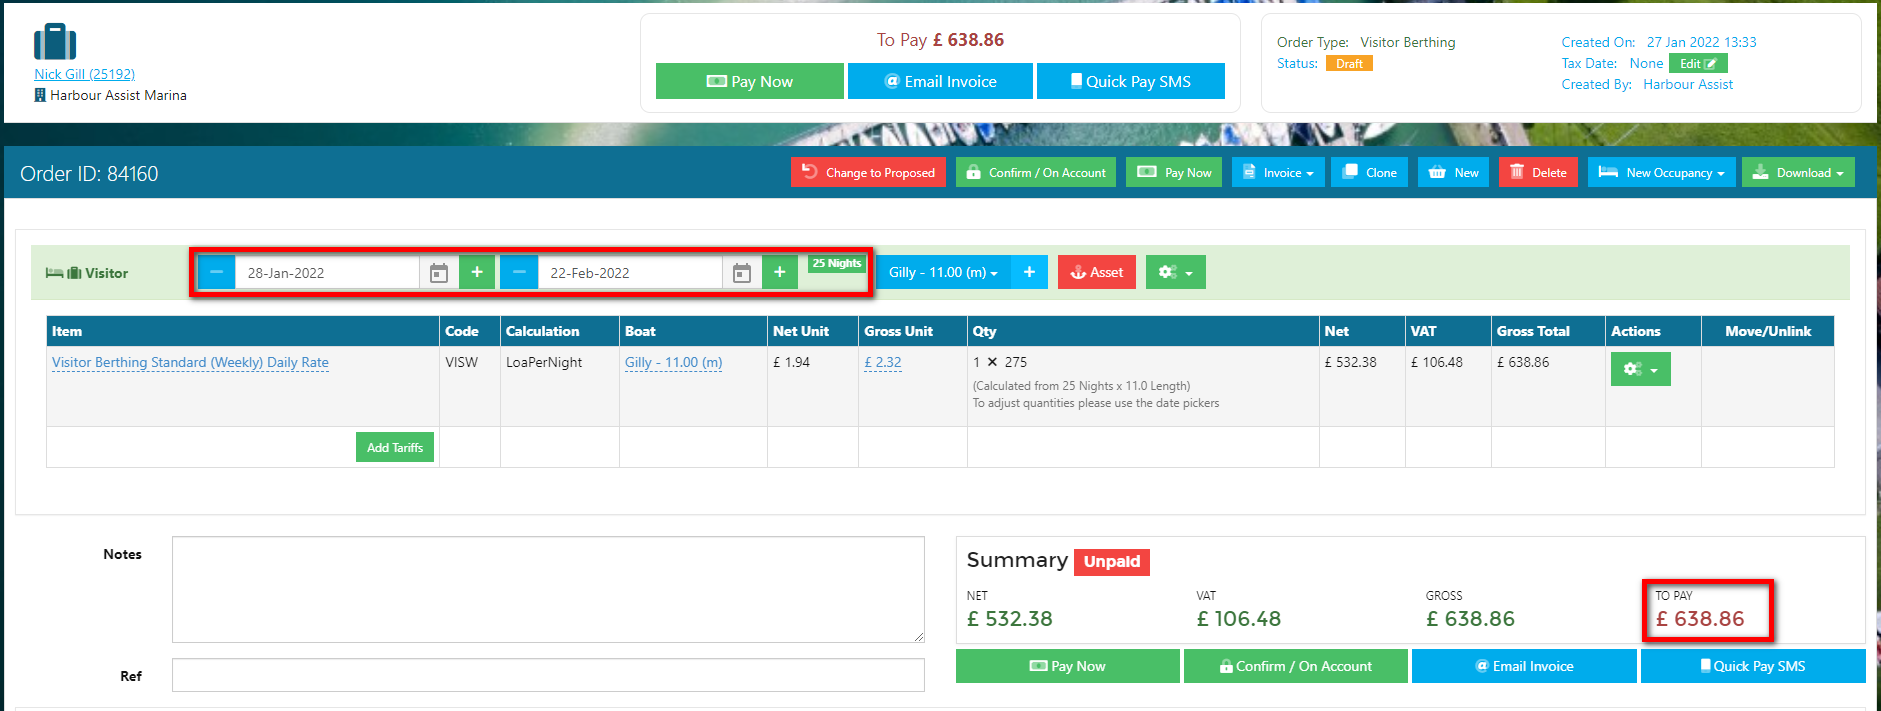 Nick Gill (25192)
Harbour Assist Marina
To Pay £ 638.86
Pay Now
Email Invoice
Quick Pay SMS
Order Type: Visitor Berthing
Status: Draft
Created On: 27 Jan 2022 13:33
Tax Date: None Edit
Created By: Harbour Assist
Order ID: 84160
Change to Proposed
Confirm / On Account
Pay Now
Invoice
Clone
New
Delete
New Occupancy
Download
Visitor
28-Jan-2022
22-Feb-2022
25 Nights
Gilly - 11.00 (m)
Asset
Item Code Calculation Boat Net Unit Gross Unit Qty Net VAT Gross Total Actions Move/Unlink
Visitor Berthing Standard (Weekly) Daily Rate VISW LoaPerNight Gilly - 11.00 (m) £ 1.94 £ 2.32 1 × 275 £ 532.38 £ 106.48 £ 638.86
(Calculated from 25 Nights x 11.0 Length)
To adjust quantities please use the date pickers
Add Tariffs
Notes
Ref
Summary Unpaid
NET VAT GROSS TO PAY
£ 532.38 £ 106.48 £ 638.86 £ 638.86
Pay Now
Confirm / On Account
Email Invoice
Quick Pay SMS